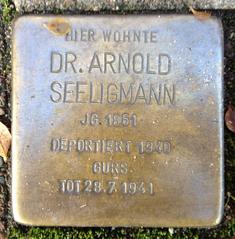 HIER WOHNTE
DR. ARNOLD
SEELIGMANN
JG. 1861
DEPORTIERT 1940
GURS
TOT 28.7.1941